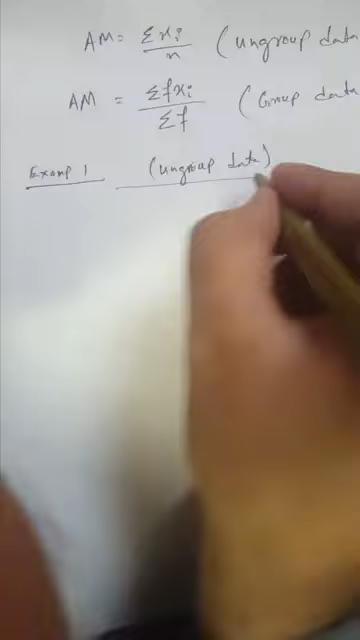 AM = Σxi/n (Ungroup data
AM = Σfxi/Σf (Group data
Examp 1 (Ungroup data)